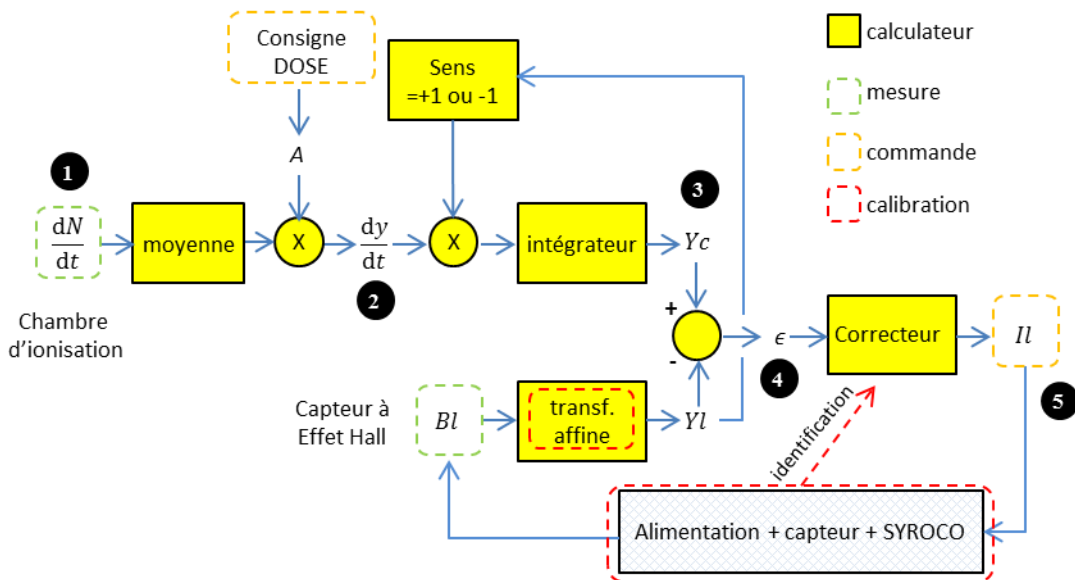 Consigne
DOSE
Sens
=+1 ou -1
calculateur
mesure
commande
calibration
A
1
dN
dt
moyenne
X
dy
dt
2
X
intégrateur
3
Yc
Chambre
d'ionisation
+
-
ϵ
4
Correcteur
Il
5
Capteur à
Effet Hall
Bl
transf.
affine
Yl
identification
Alimentation + capteur + SYROCO